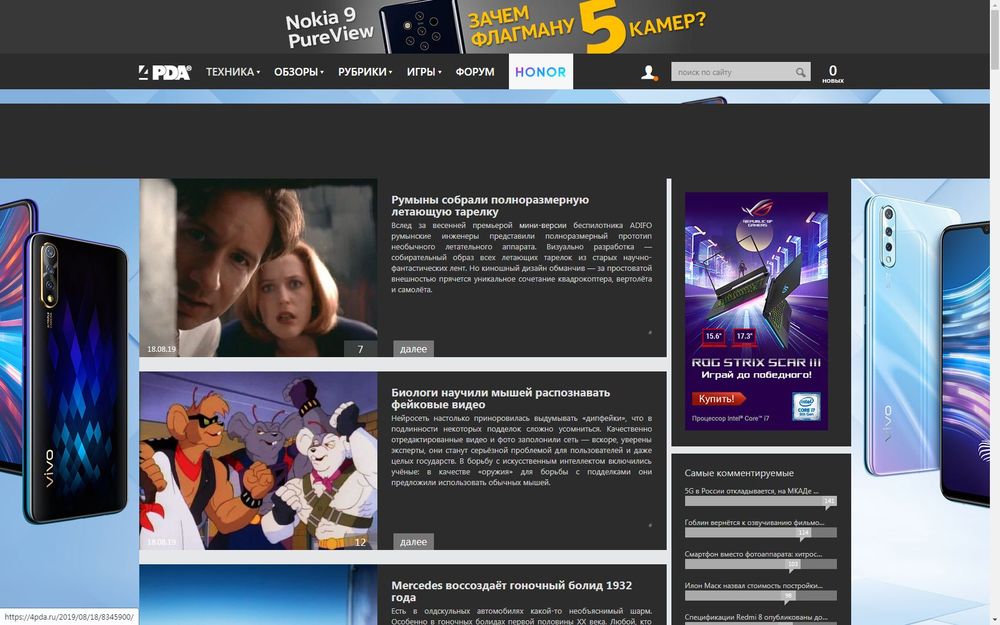 Nokia 9
PureView
ЗАЧЕМ
ФЛАГМАНУ
5
КАМЕР?
4PDA®
ТЕХНИКА
ОБЗОРЫ
РУБРИКИ
ИГРЫ
ФОРУМ
HONOR
поиск по сайту
0
новых
Румыны собрали полноразмерную
летающую тарелку
Вслед за весенней премьерой мини-версии беспилотника ADIFO
румынские инженеры представили полноразмерный прототип
необычного летательного аппарата. Визуально разработка —
собирательный образ всех летающих тарелок из старых научно-
фантастических лент. Но киношный дизайн обманчив — за простоватой
внешностью прячется уникальное сочетание квадрокоптера, вертолёта
и самолёта.
18.08.19
7
далее
Биологи научили мышей распознавать
фейковые видео
Нейросеть настолько приноровилась выдумывать «дипфейки», что в
подлинности некоторых подделок сложно усомниться. Качественно
отредактированные видео и фото заполонили сеть — вскоре, уверены
эксперты, они станут серьёзной проблемой для пользователей и даже
целых государств. В борьбу с искусственным интеллектом включились
учёные: в качестве «оружия» для борьбы с подделками они
предложили использовать обычных мышей.
18.08.19
12
далее
Mercedes воссоздаёт гоночный болид 1932
года
Есть в олдскульных автомобилях какой-то необъяснимый шарм.
Особенно в гоночных болидах первой половины XX века. Любой, кто
REPUBLIC OF
GAMERS
15.6"
17.3"
ROG STRIX SCAR III
Играй до победного!
Купить!
Процессор Intel® Core™ i7
intel
CORE i7
Самые комментируемые
5G в России откладывается, на МКАДе ...
141
Гоблин вернётся к озвучиванию фильмо...
114
Смартфон вместо фотоаппарата: хитрос...
103
Илон Маск назвал стоимость постройки...
98
Спецификации Redmi 8 опубликованы до...
vivo
vivo
https://4pda.ru/2019/08/18/8345900/